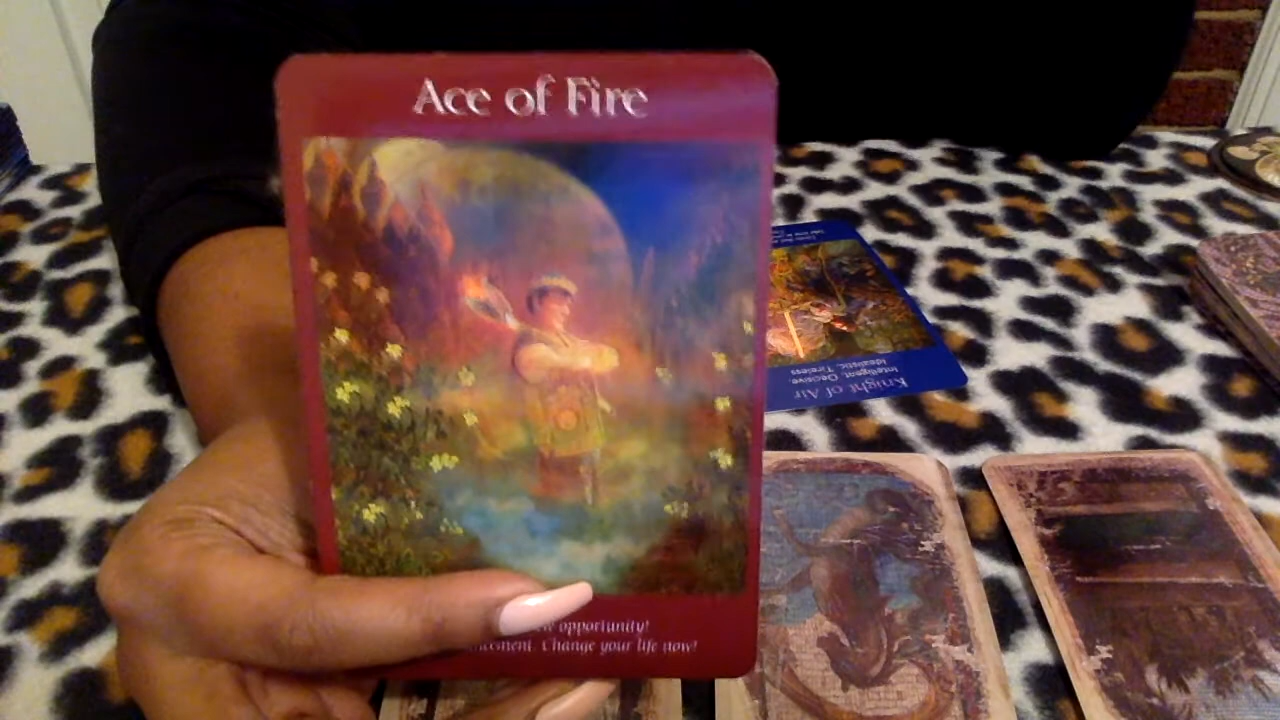 Ace of Fire
opportunity!
Change your life now!
Knight of Air
Intelligent, Decisive
Idealistic, Tireless